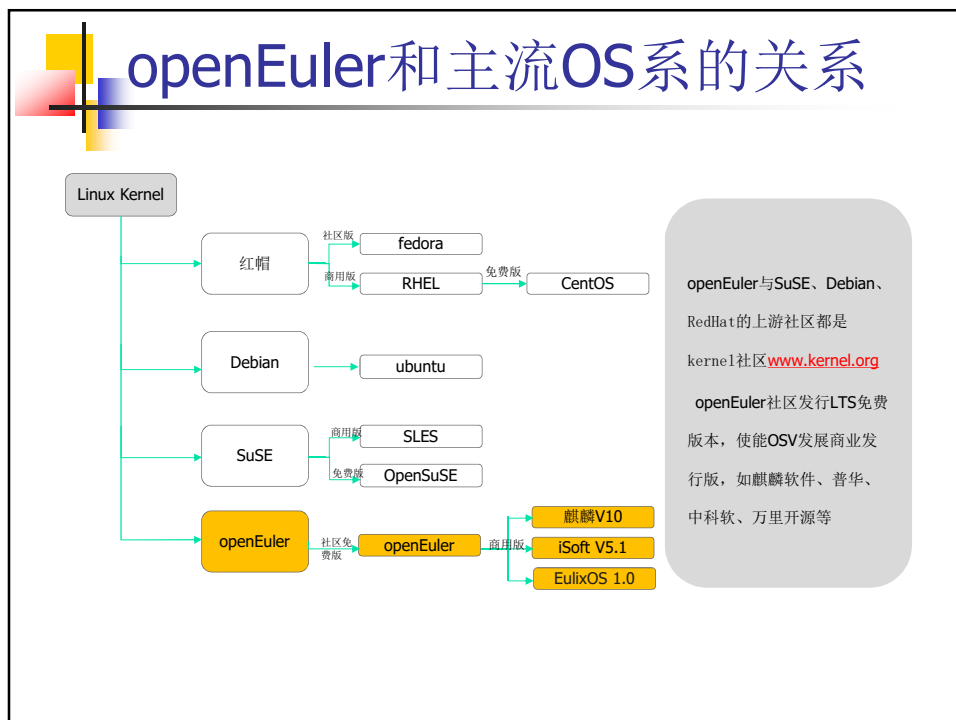 openEuler和主流OS系的关系
Linux Kernel
红帽
社区版
fedora
商用版
RHEL
免费版
CentOS
Debian
ubuntu
SuSE
商用版
SLES
免费版
OpenSuSE
openEuler
社区免
费版
openEuler
商用版
麒麟V10
iSoft V5.1
EulixOS 1.0
openEuler与SuSE、Debian、
RedHat的上游社区都是
kernel社区www.kernel.org
openEuler社区发行LTS免费
版本，使能OSV发展商业发
行版，如麒麟软件、普华、
中科软、万里开源等